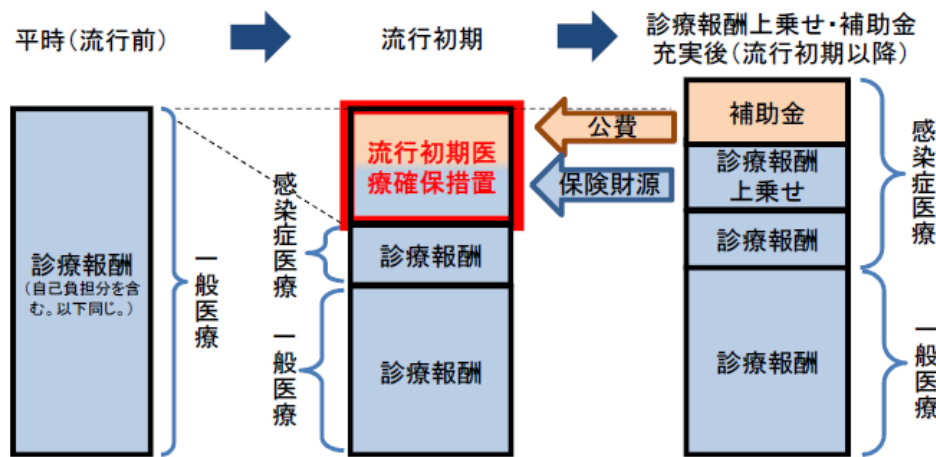 平時（流行前）
流行初期
診療報酬上乗せ・補助金
充実後（流行初期以降）
診療報酬
（自己負担分を含
む。以下同じ。）
一般医療
流行初期医
療確保措置
感染症医療
診療報酬
一般医療
診療報酬
公費
保険財源
補助金
診療報酬
上乗せ
診療報酬
感染症医療
診療報酬
一般医療